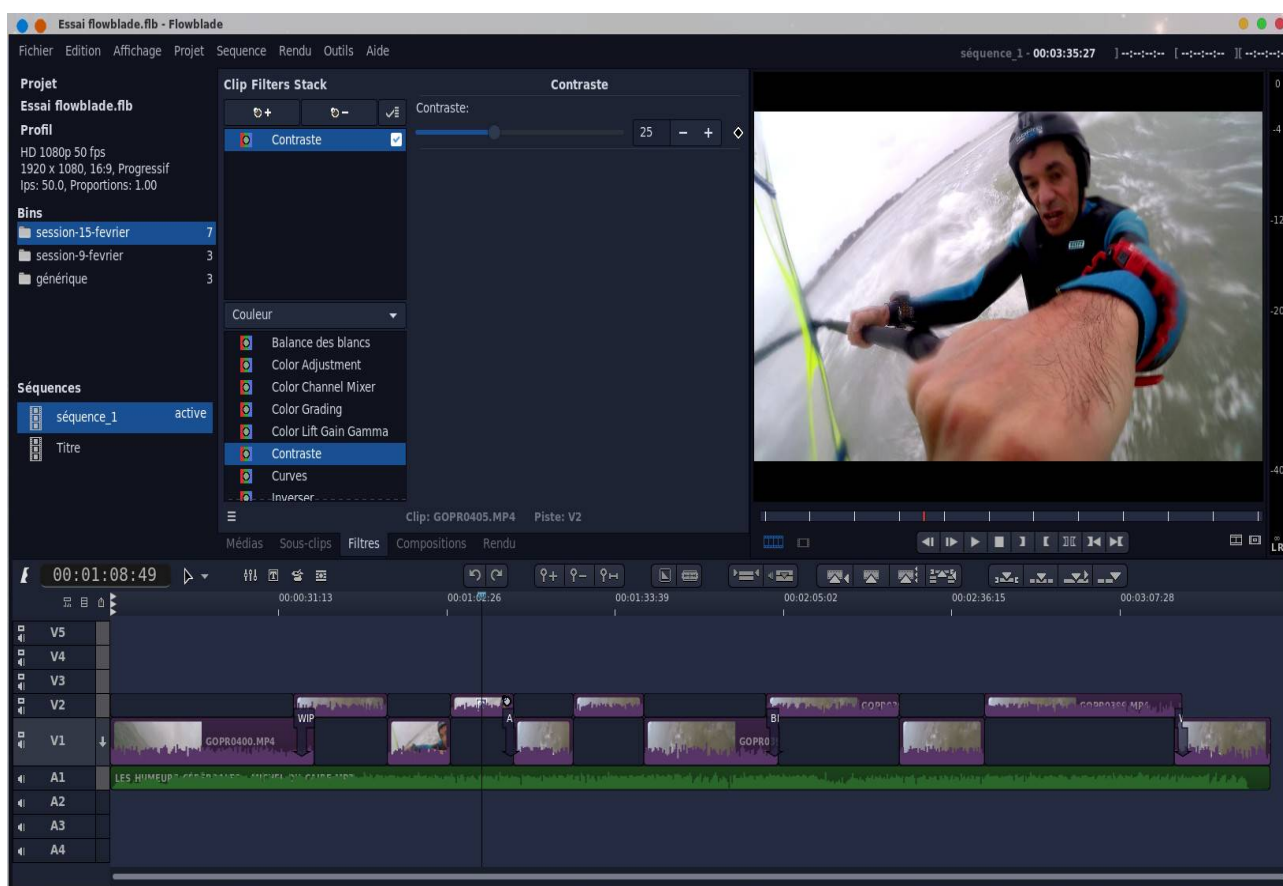 Essai flowblade.flb - Flowblade
Fichier Edition Affichage Projet Sequence Rendu Outils Aide
séquence_1 - 00:03:35:27 ] --:--:--:-- [ --:--:--:-- ][ --:--:--
Projet
Essai flowblade.flb
Profil
HD 1080p 50 fps
1920 x 1080, 16:9, Progressif
Ips: 50.0, Proportions: 1.00
Bins
session-15-fevrier 7
session-9-fevrier 3
générique 3
Séquences
séquence_1 active
Titre
Clip Filters Stack
Contraste
Couleur
Balance des blancs
Color Adjustment
Color Channel Mixer
Color Grading
Color Lift Gain Gamma
Contraste
Curves
Inverser
Contraste
Contraste:
25 - +
Clip: GOPR0405.MP4 Piste: V2
Médias Sous-clips Filtres Compositions Rendu
0
-4
-12
-20
-40
LR
00:01:08:49
00:00:31:13 00:01:02:26 00:01:33:39 00:02:05:02 00:02:36:15 00:03:07:28
V5
V4
V3
V2
WIP
A
BI
V1
GOPR0400.MP4
A1
A2
A3
A4